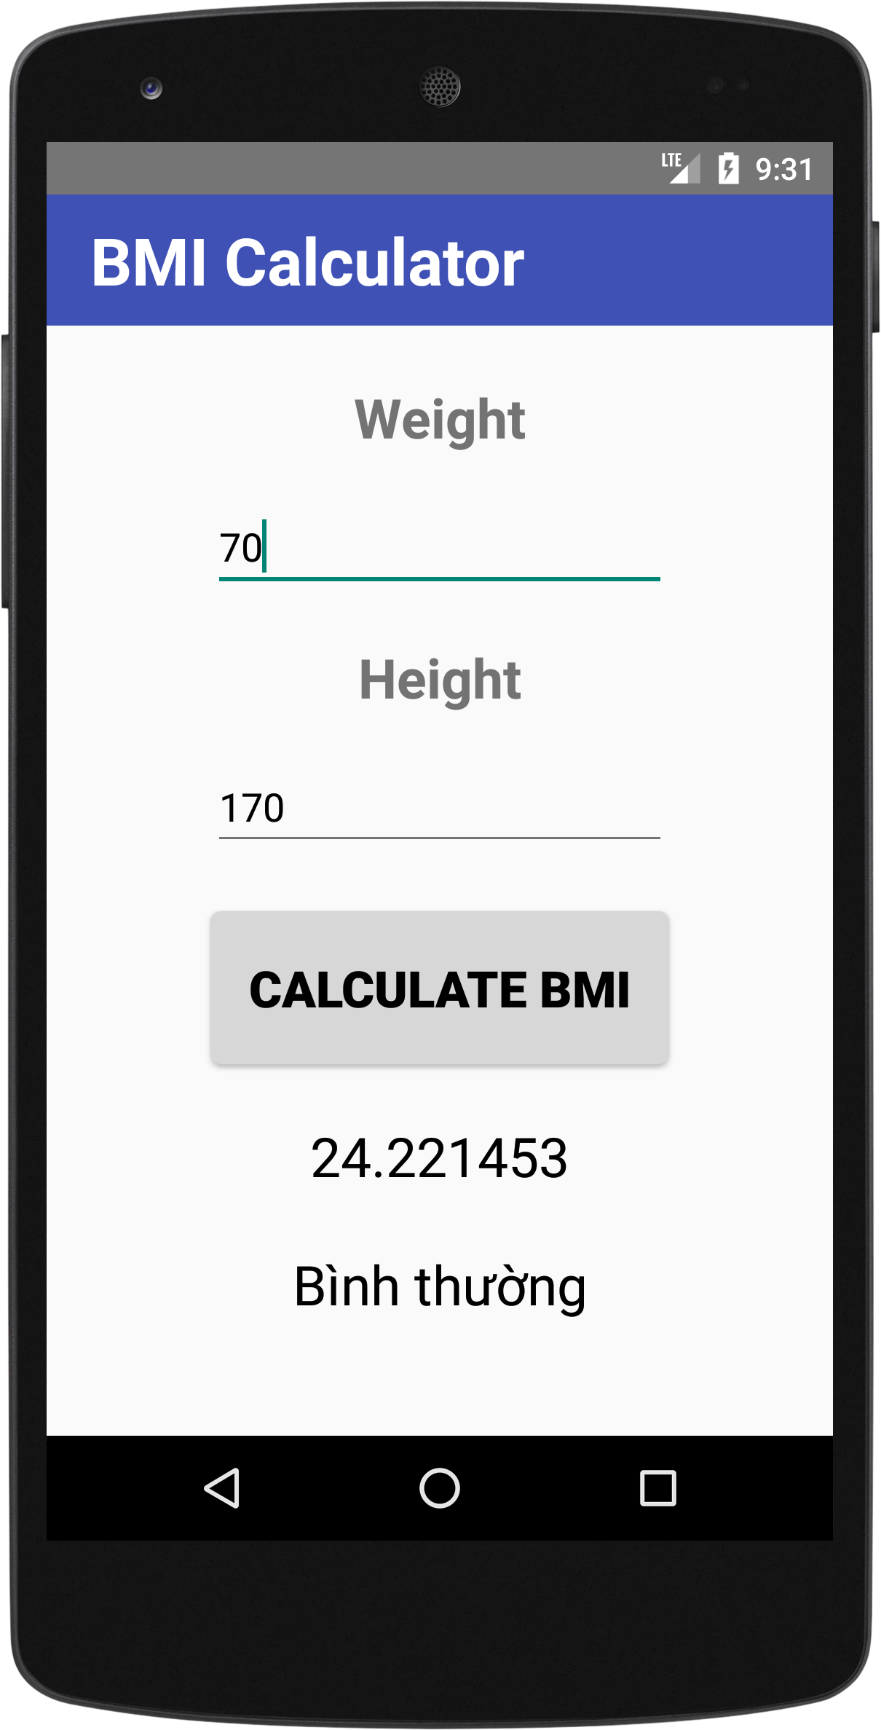 LTE 9:31
BMI Calculator
Weight
70
Height
170
CALCULATE BMI
24.221453
Bình thường